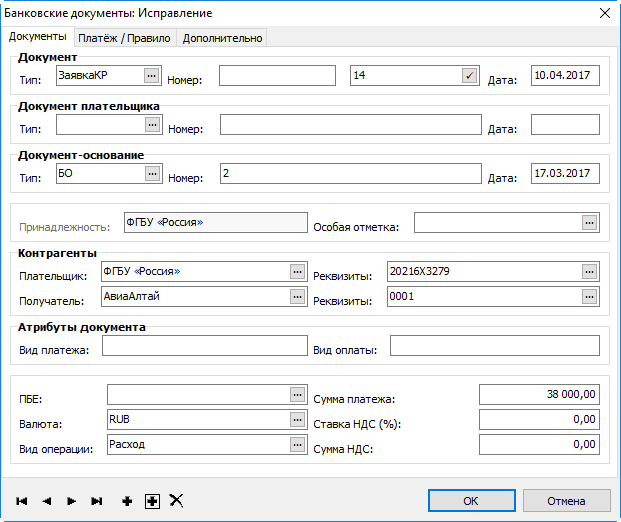 Банковские документы: Исправление
Документы Платёж / Правило Дополнительно
Документ
Тип: ЗаявкаКР ... Номер: 14 Дата: 10.04.2017
Документ плательщика
Тип: ... Номер: Дата:
Документ-основание
Тип: БО ... Номер: 2 Дата: 17.03.2017
Принадлежность: ФГБУ «Россия» Особая отметка: ...
Контрагенты
Плательщик: ФГБУ «Россия» ... Реквизиты: 20216X3279 ...
Получатель: АвиаАлтай ... Реквизиты: 0001 ...
Атрибуты документа
Вид платежа: Вид оплаты:
ПБЕ: ... Сумма платежа: 38 000,00
Валюта: RUB ... Ставка НДС (%): 0,00
Вид операции: Расход ... Сумма НДС: 0,00
ОК Отмена